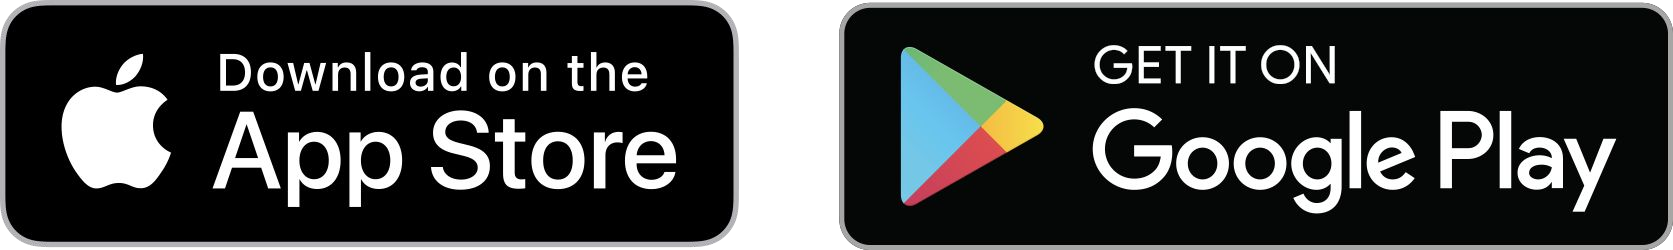 Download on the
App Store
GET IT ON
Google Play